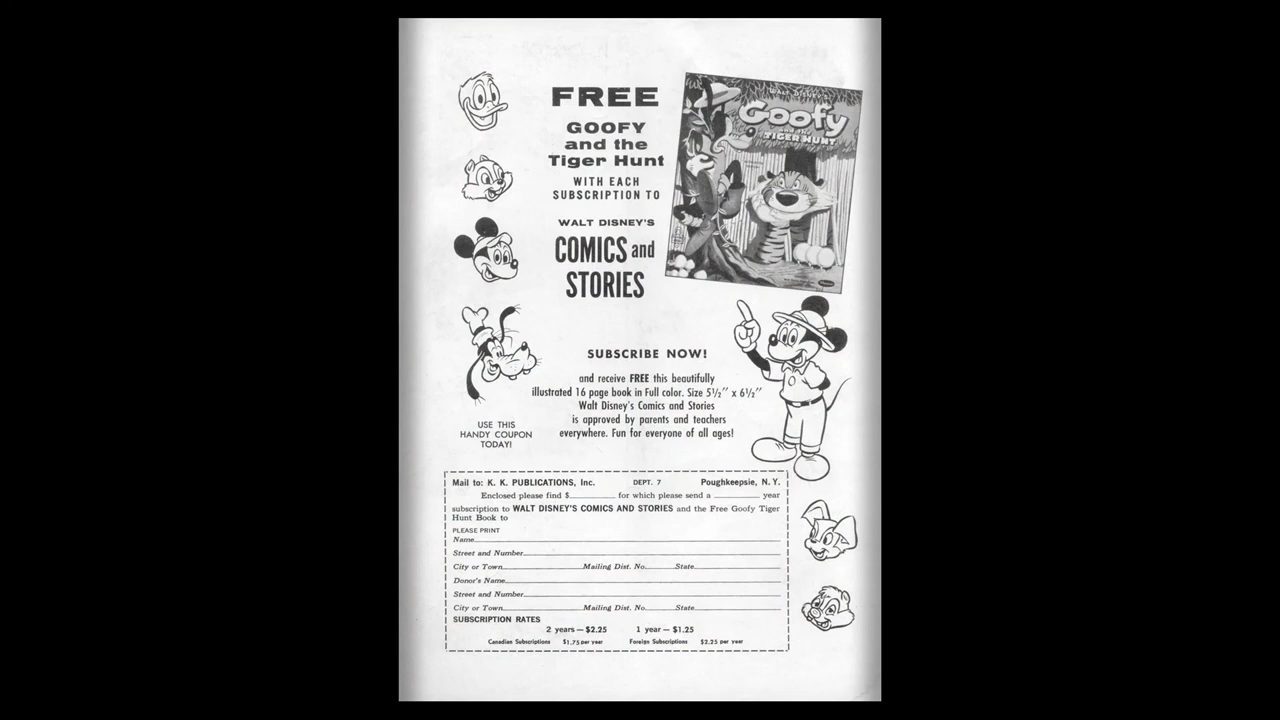 FREE
GOOFY
and the
Tiger Hunt
WITH EACH
SUBSCRIPTION TO
WALT DISNEY'S
COMICS and
STORIES
WALT DISNEY'S
Goofy
and the
TIGER HUNT
SUBSCRIBE NOW!
and receive FREE this beautifully
illustrated 16 page book in Full color. Size 5 1/2" x 6 1/2"
Walt Disney's Comics and Stories
is approved by parents and teachers
everywhere. Fun for everyone of all ages!
USE THIS
HANDY COUPON
TODAY!
Mail to: K. K. PUBLICATIONS, Inc. DEPT. 7 Poughkeepsie, N. Y.
Enclosed please find $ for which please send a year
subscription to WALT DISNEY'S COMICS AND STORIES and the Free Goofy Tiger
Hunt Book to
PLEASE PRINT
Name
Street and Number
City or Town Mailing Dist. No. State
Donor's Name
Street and Number
City or Town Mailing Dist. No. State
SUBSCRIPTION RATES
2 years — $2.25 1 year — $1.25
Canadian Subscriptions $1.75 per year Foreign Subscriptions $2.25 per year